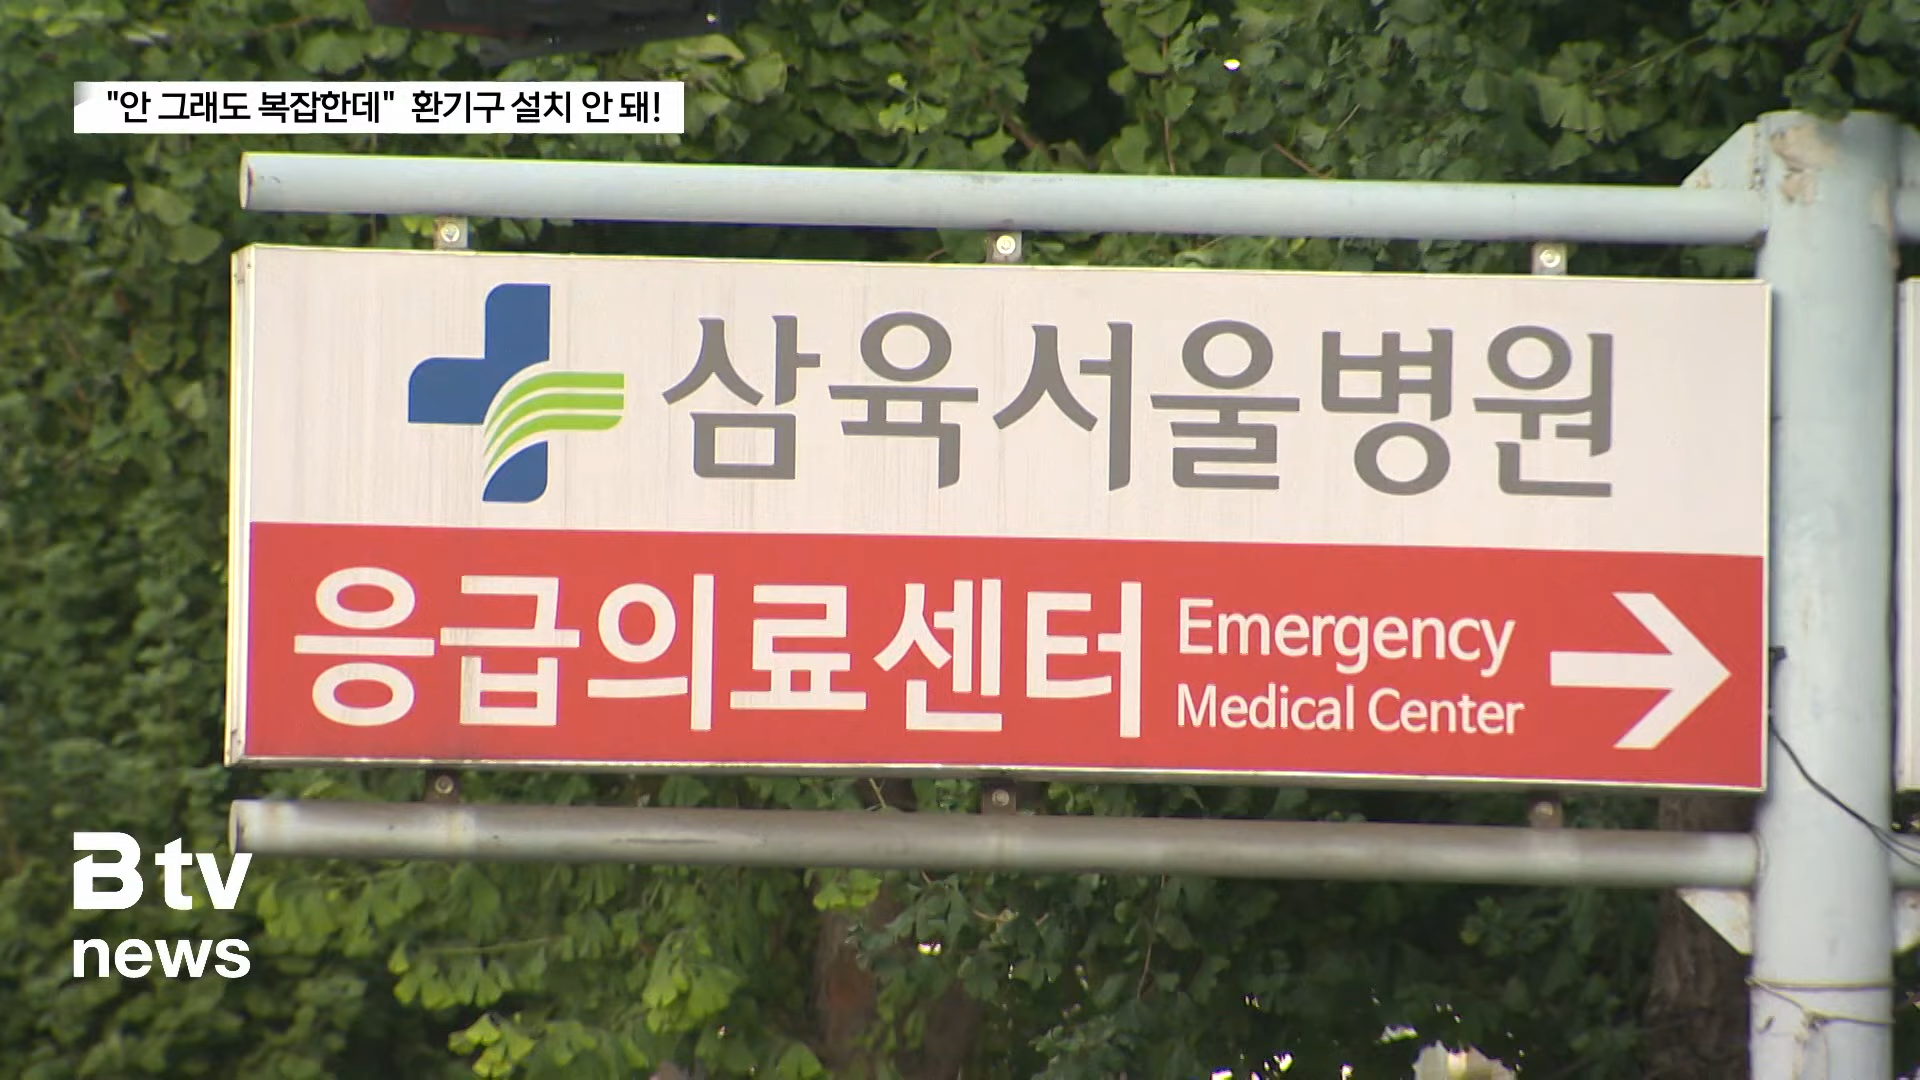 "안 그래도 복잡한데" 환기구 설치 안 돼!
삼육서울병원
응급의료센터
Emergency
Medical Center
B tv
news